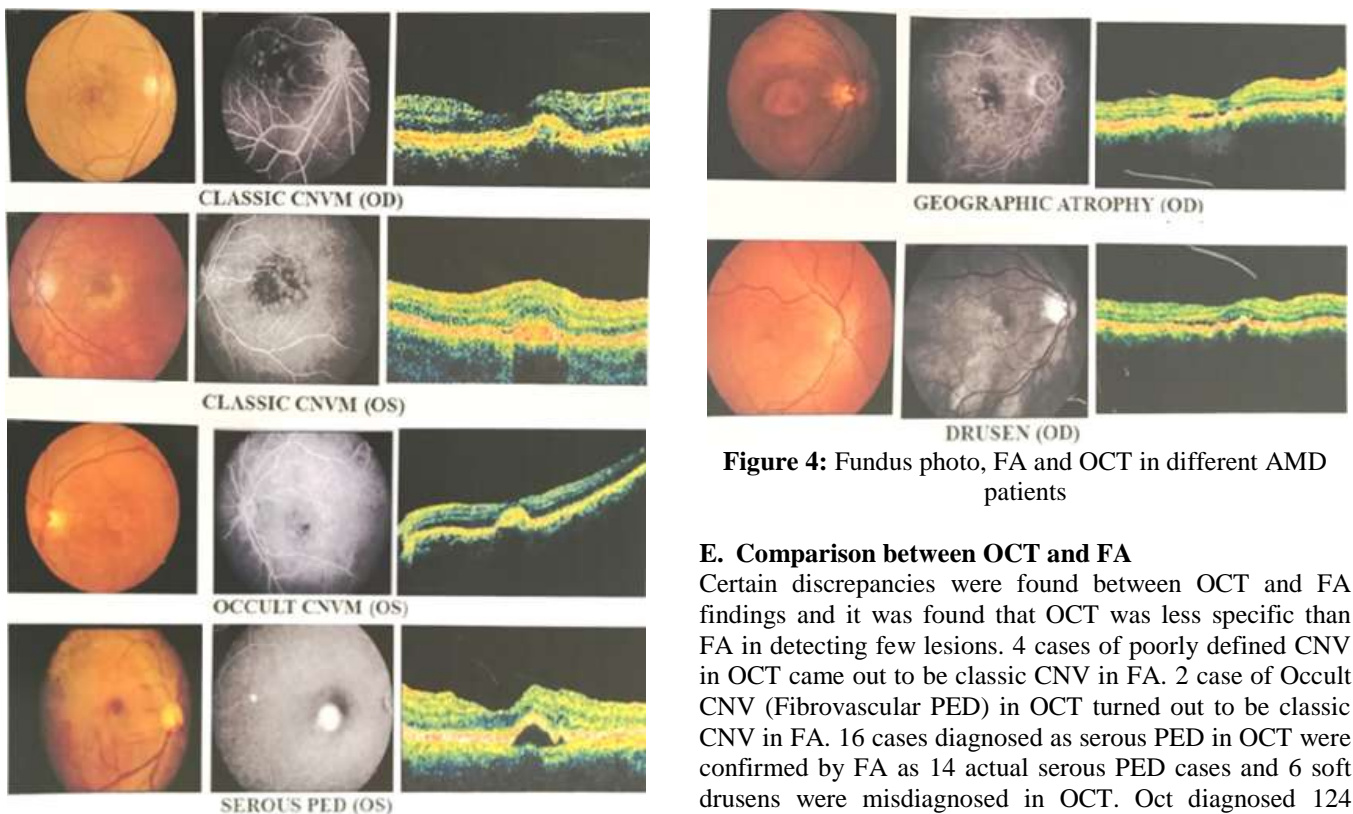 CLASSIC CNVM (OD)
CLASSIC CNVM (OS)
OCCULT CNVM (OS)
SEROUS PED (OS)
GEOGRAPHIC ATROPHY (OD)
DRUSEN (OD)
Figure 4: Fundus photo, FA and OCT in different AMD
patients
E. Comparison between OCT and FA
Certain discrepancies were found between OCT and FA
findings and it was found that OCT was less specific than
FA in detecting few lesions. 4 cases of poorly defined CNV
in OCT came out to be classic CNV in FA. 2 case of Occult
CNV (Fibrovascular PED) in OCT turned out to be classic
CNV in FA. 16 cases diagnosed as serous PED in OCT were
confirmed by FA as 14 actual serous PED cases and 6 soft
drusens were misdiagnosed in OCT. Oct diagnosed 124